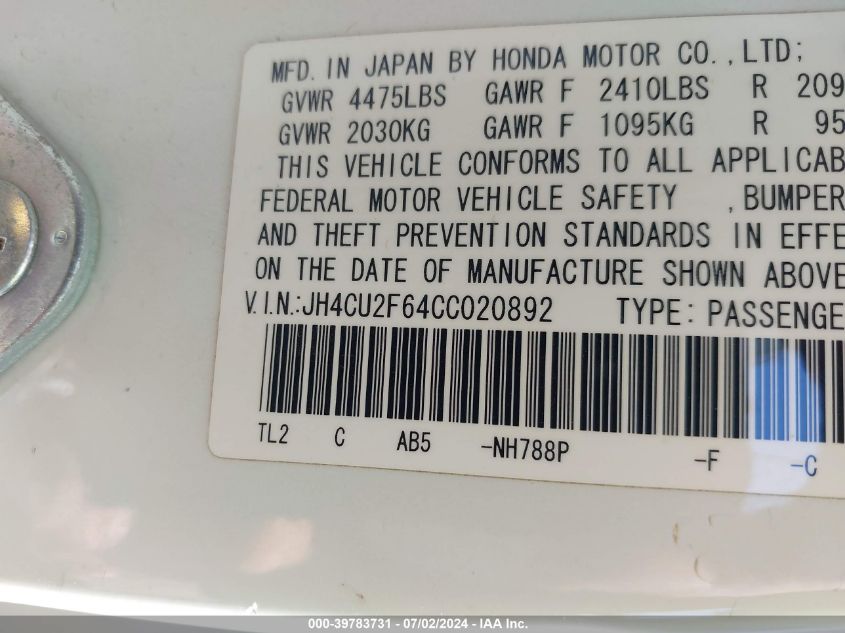 MFD. IN JAPAN BY HONDA MOTOR CO., LTD;
GVWR 4475LBS GAWR F 2410LBS R 209
GVWR 2030KG GAWR F 1095KG R 95
THIS VEHICLE CONFORMS TO ALL APPLICAB
FEDERAL MOTOR VEHICLE SAFETY , BUMPER
AND THEFT PREVENTION STANDARDS IN EFFE
ON THE DATE OF MANUFACTURE SHOWN ABOVE
V.I.N.:JH4CU2F64CC020892 TYPE: PASSENGE
TL2 C AB5 -NH788P -F -C
000-39783731 - 07/02/2024 - IAA Inc.